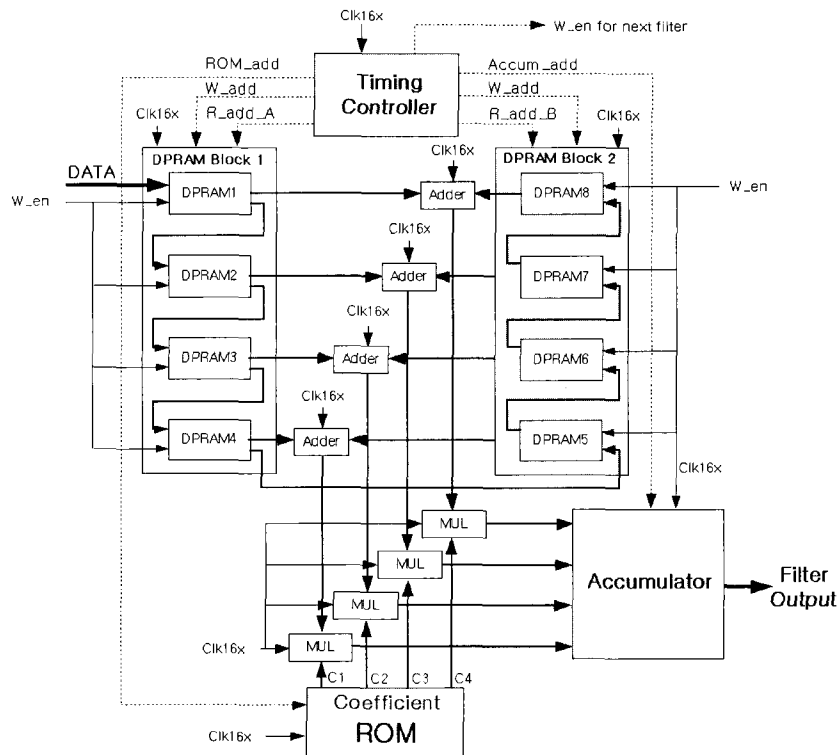 Clk16x
W_en for next filter
ROM_add
Accum_add
Timing
Controller
W_add
W_add
Clk16x
R_add_A
R_add_B
Clk16x
Clk16x
DPRAM Block 1
DPRAM Block 2
DATA
DPRAM1
Adder
DPRAM8
W_en
W_en
Clk16x
DPRAM2
Adder
DPRAM7
Clk16x
DPRAM3
Adder
DPRAM6
Clk16x
DPRAM4
Adder
DPRAM5
Clk16x
MUL
MUL
Accumulator
Filter
Output
MUL
Clk16x
MUL
C1
C2
C3
C4
Coefficient
ROM
Clk16x